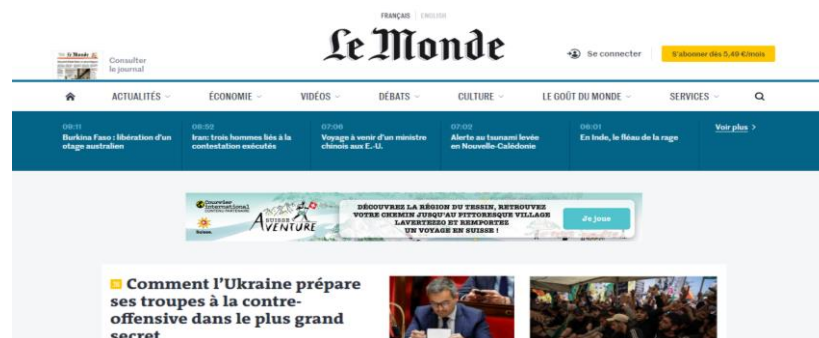 FRANÇAIS | ENGLISH
Le Monde
Consulter
le journal
Se connecter
S'abonner dès 5,49 €/mois
ACTUALITÉS
ÉCONOMIE
VIDÉOS
DÉBATS
CULTURE
LE GOÛT DU MONDE
SERVICES
09:11
Burkina Faso : libération d'un
otage australien
08:52
Iran: trois hommes liés à la
contestation exécutés
07:06
Voyage à venir d'un ministre
chinois aux E.-U.
07:02
Alerte au tsunami levée
en Nouvelle-Calédonie
06:01
En Inde, le fléau de la rage
Voir plus >
Courrier
international
Suisse.
SUISSE
AVENTURE
DÉCOUVREZ LA RÉGION DU TESSIN, RETROUVEZ
VOTRE CHEMIN JUSQU'AU PITTORESQUE VILLAGE
LAVERTEZZO ET REMPORTEZ
UN VOYAGE EN SUISSE !
Je joue
Comment l'Ukraine prépare
ses troupes à la contre-
offensive dans le plus grand
secret